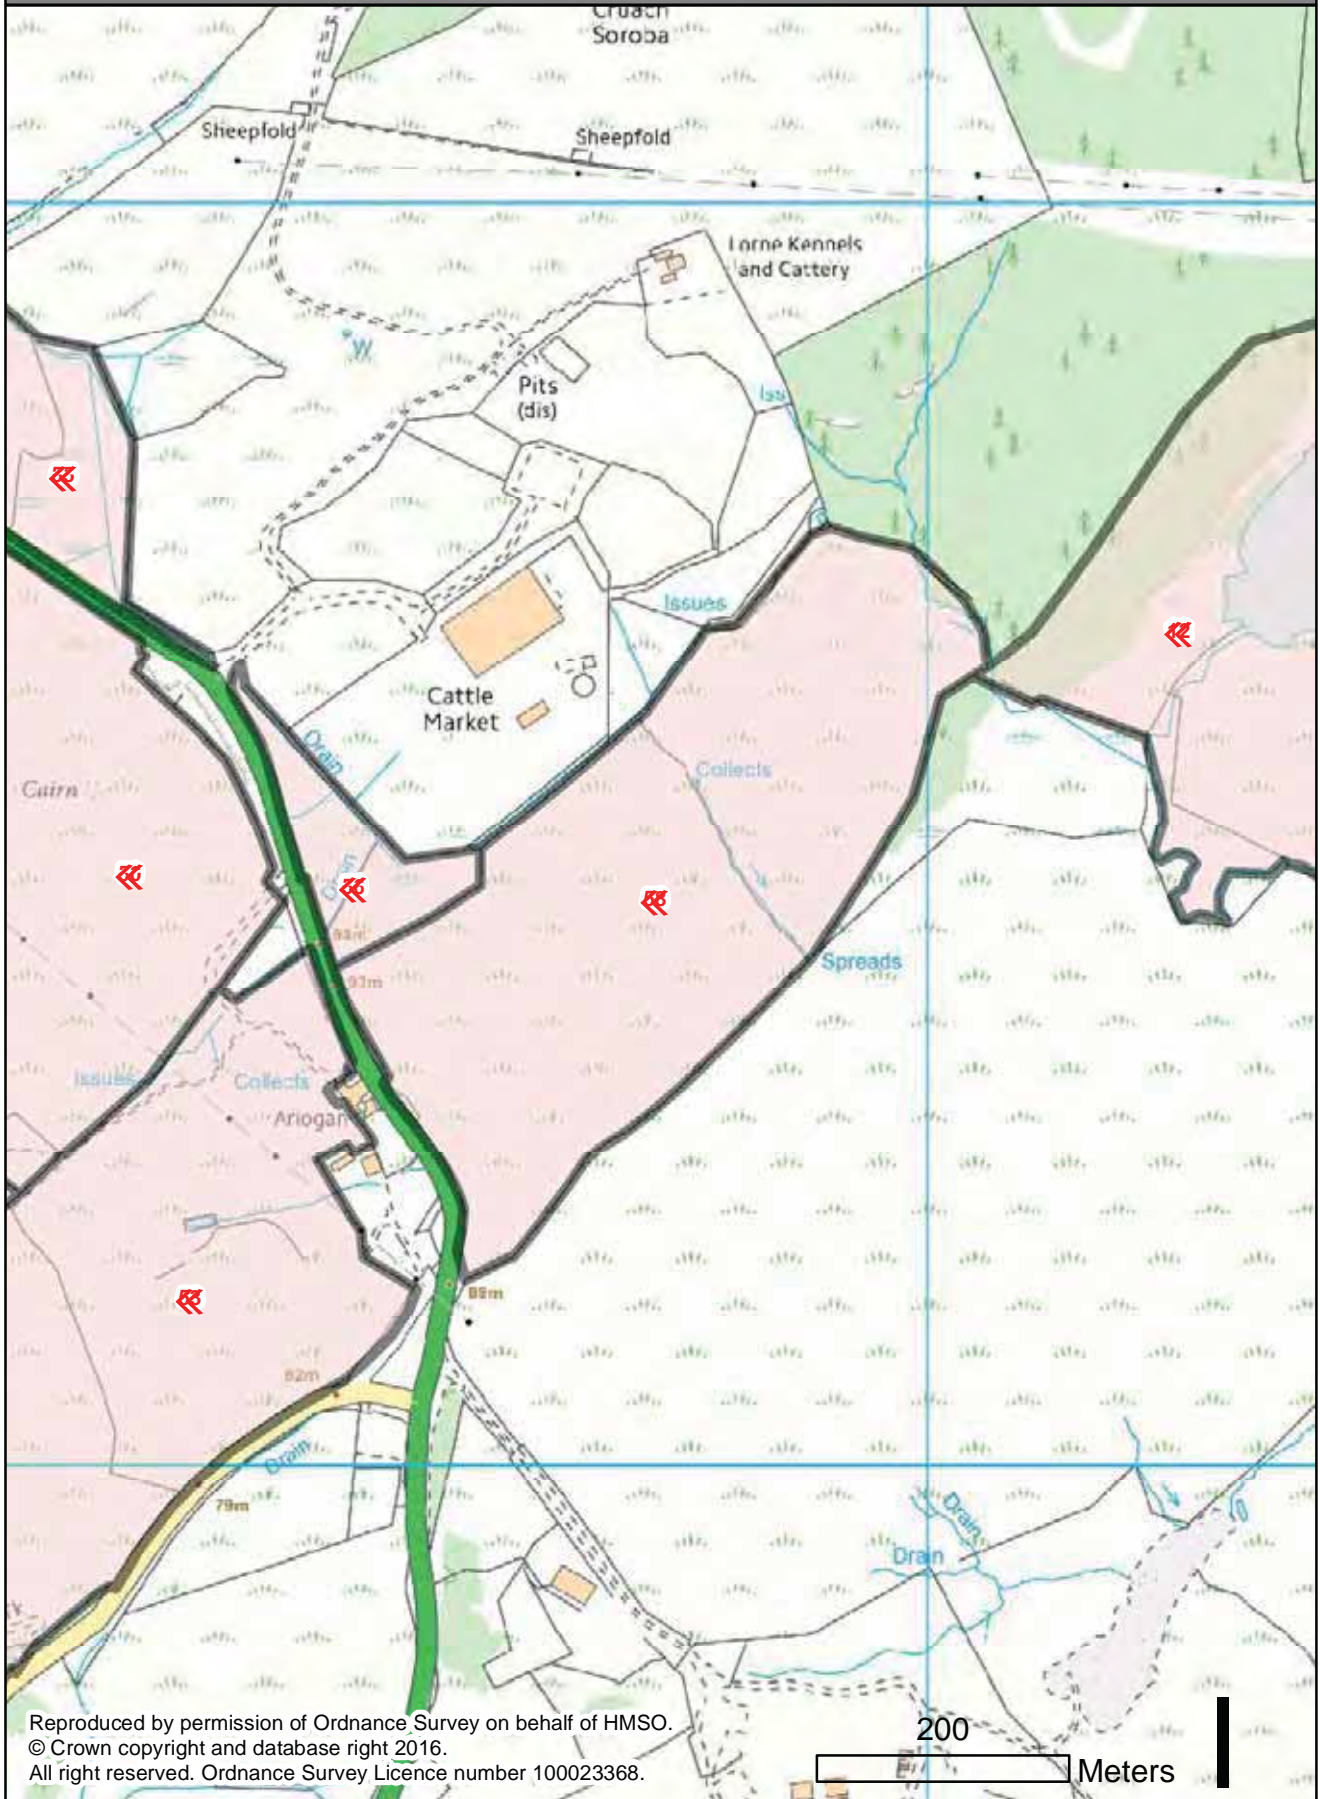 Cruach
Soroba
Sheepfold
Sheepfold
Lorne Kennels
and Cattery
W
Pits
(dis)
Iss
Issues
Cattle
Market
Drain
Collects
Cairn
Drain
93m
Spreads
97m
Issues
Collects
Ariogan
89m
82m
Drain
79m
Drain
Drain
Reproduced by permission of Ordnance Survey on behalf of HMSO.
© Crown copyright and database right 2016.
All right reserved. Ordnance Survey Licence number 100023368.
200
Meters